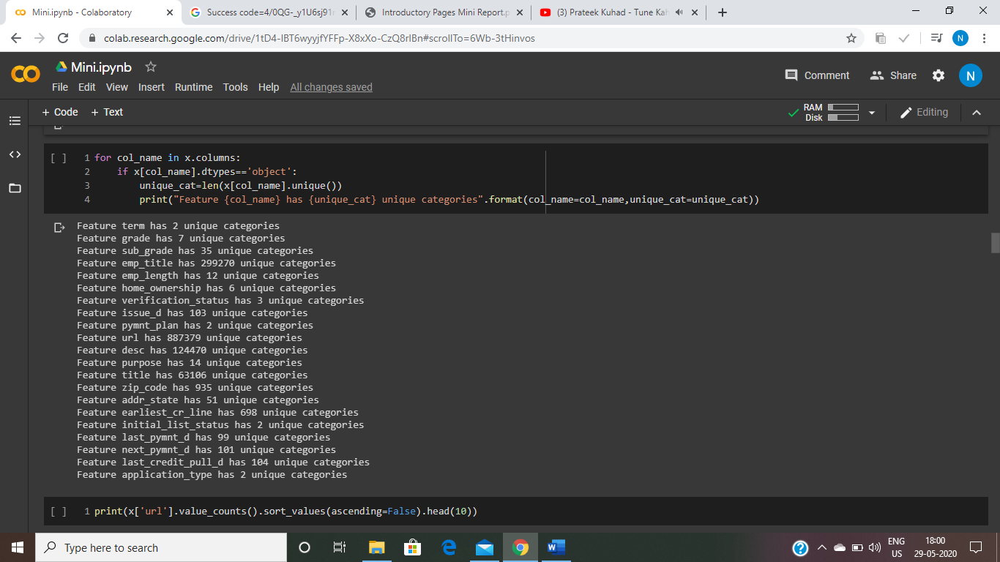 Mini.ipynb - Colaboratory
Success code=4/0QG-_y1U6sj91
Introductory Pages Mini Report.p
(3) Prateek Kuhad - Tune Kah
colab.research.google.com/drive/1tD4-IBT6wyyjfYFFp-X8xXo-CzQ8rlBn#scrollTo=6Wb-3tHinvos
N
Mini.ipynb
Comment
Share
N
File Edit View Insert Runtime Tools Help All changes saved
+ Code + Text
RAM
Disk
Editing
[ ] 1 for col_name in x.columns:
2 if x[col_name].dtypes=='object':
3 unique_cat=len(x[col_name].unique())
4 print("Feature {col_name} has {unique_cat} unique categories".format(col_name=col_name,unique_cat=unique_cat))
Feature term has 2 unique categories
Feature grade has 7 unique categories
Feature sub_grade has 35 unique categories
Feature emp_title has 299270 unique categories
Feature emp_length has 12 unique categories
Feature home_ownership has 6 unique categories
Feature verification_status has 3 unique categories
Feature issue_d has 103 unique categories
Feature pymnt_plan has 2 unique categories
Feature url has 887379 unique categories
Feature desc has 124470 unique categories
Feature purpose has 14 unique categories
Feature title has 63106 unique categories
Feature zip_code has 935 unique categories
Feature addr_state has 51 unique categories
Feature earliest_cr_line has 698 unique categories
Feature initial_list_status has 2 unique categories
Feature last_pymnt_d has 99 unique categories
Feature next_pymnt_d has 101 unique categories
Feature last_credit_pull_d has 104 unique categories
Feature application_type has 2 unique categories
[ ] 1 print(x['url'].value_counts().sort_values(ascending=False).head(10))
Type here to search
ENG
US
18:00
29-05-2020